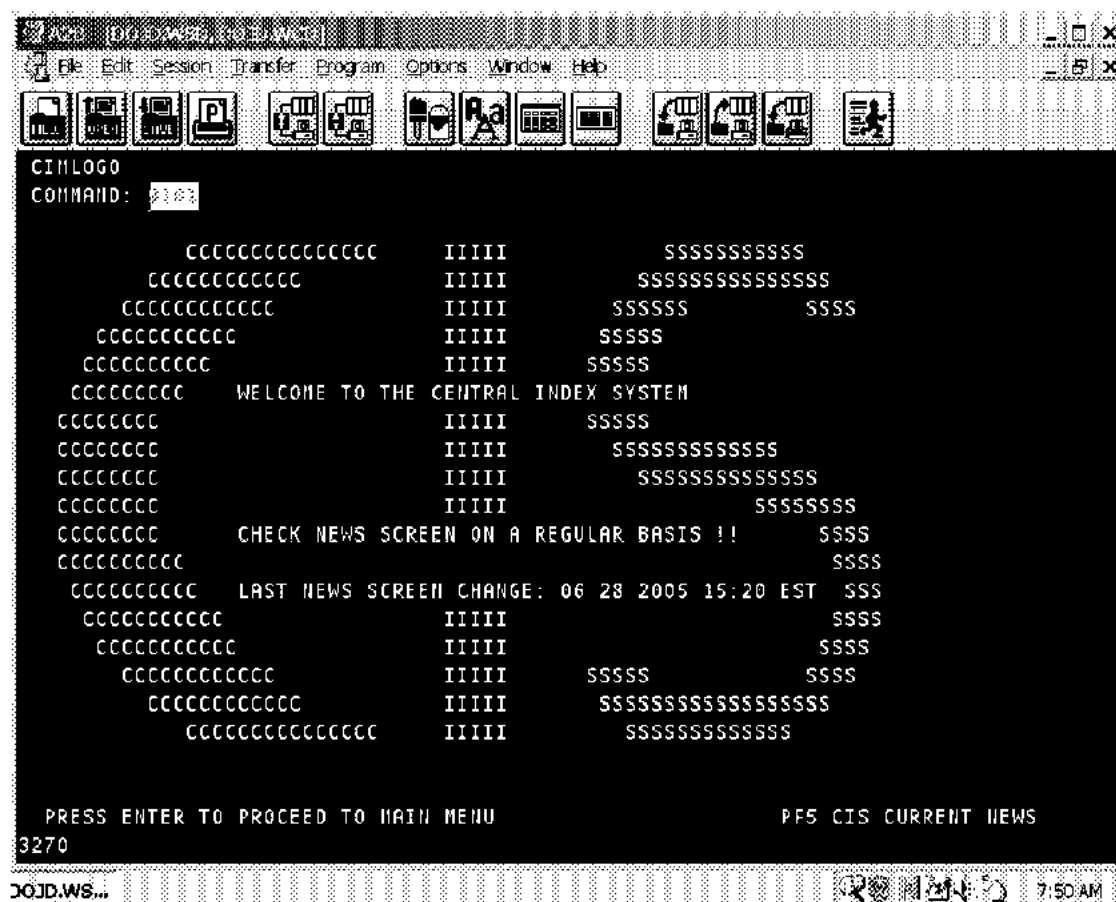 File Edit Session Transfer Program Options Window Help
OPEN
CIMLOGO
COMMAND:
CCCCCCCCCCCCCCC IIIII SSSSSSSSSSS
CCCCCCCCCCCC IIIII SSSSSSSSSSSSSSS
CCCCCCCCCCCC IIIII SSSSSS SSSS
CCCCCCCCCCC IIIII SSSSS
CCCCCCCCCC IIIII SSSSS
CCCCCCCCC WELCOME TO THE CENTRAL INDEX SYSTEM
CCCCCCCC IIIII SSSSS
CCCCCCCC IIIII SSSSSSSSSSSSS
CCCCCCCC IIIII SSSSSSSSSSSSSS
CCCCCCCC IIIII SSSSSSSS
CCCCCCCC CHECK NEWS SCREEN ON A REGULAR BASIS !! SSSS
CCCCCCCCCC SSSS
CCCCCCCCCC LAST NEWS SCREEN CHANGE: 06 28 2005 15:20 EST SSS
CCCCCCCCCCC IIIII SSSS
CCCCCCCCCCC IIIII SSSS
CCCCCCCCCCCC IIIII SSSSS SSSS
CCCCCCCCCCCC IIIII SSSSSSSSSSSSSSSSSS
CCCCCCCCCCCCCCC IIIII SSSSSSSSSSSSS
PRESS ENTER TO PROCEED TO MAIN MENU PF5 CIS CURRENT NEWS
3270
7:50 AM